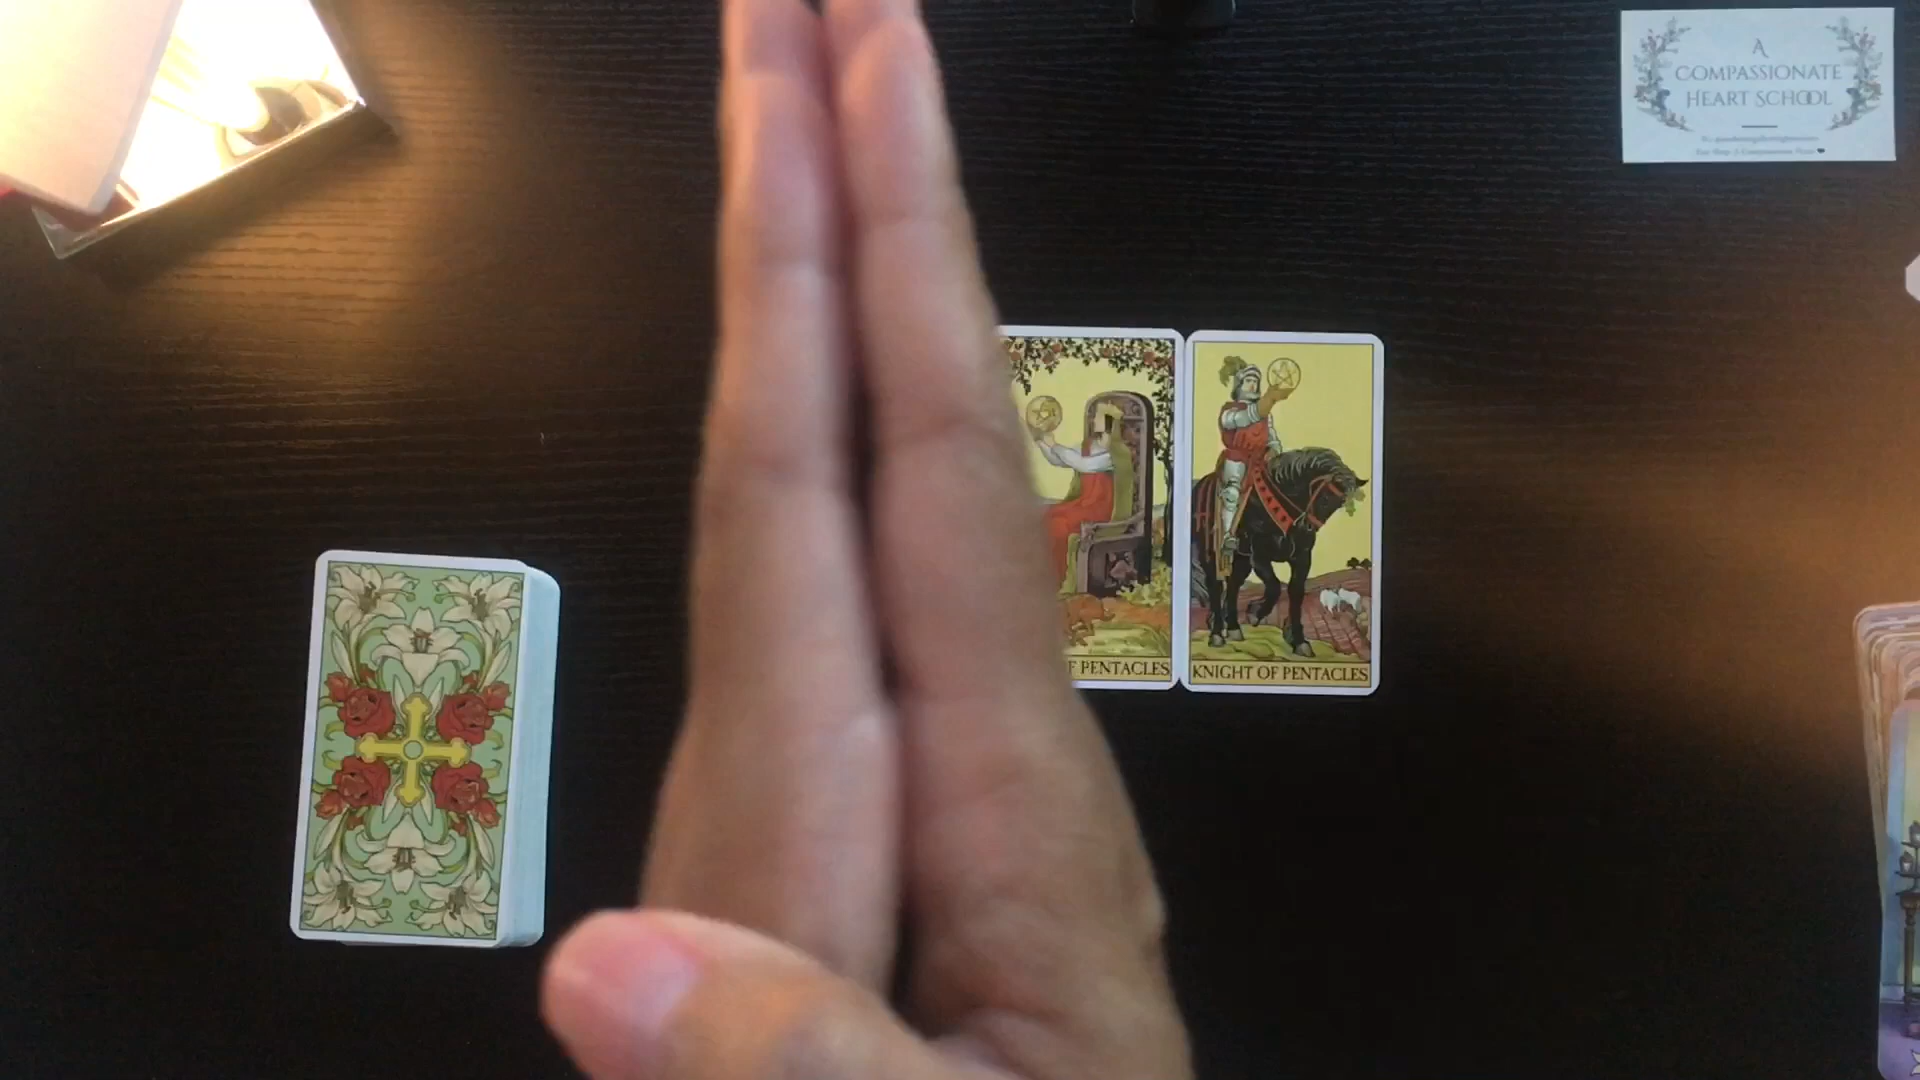 A
COMPASSIONATE
HEART SCHOOL
F PENTACLES
KNIGHT OF PENTACLES